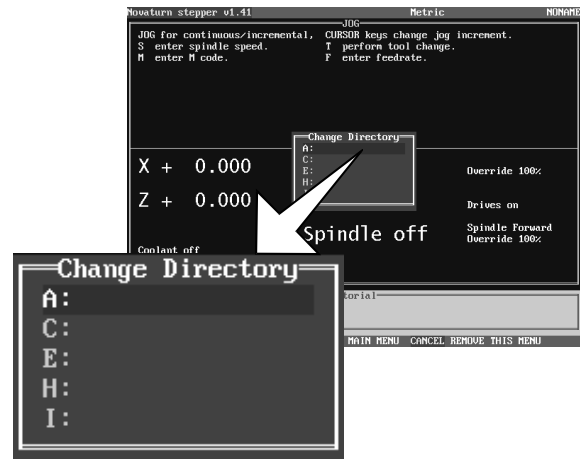 Novaturn stepper v1.41 Metric NONAME
JOG
JOG for continuous/incremental, CURSOR keys change jog increment.
S enter spindle speed. T perform tool change.
M enter M code. F enter feedrate.
Change Directory
A:
C:
E:
H:
X + 0.000
Override 100%
Z + 0.000
Drives on
Spindle off
Spindle Forward
Override 100%
Coolant off
Change Directory
A:
C:
E:
H:
I:
torial
MAIN MENU CANCEL REMOVE THIS MENU